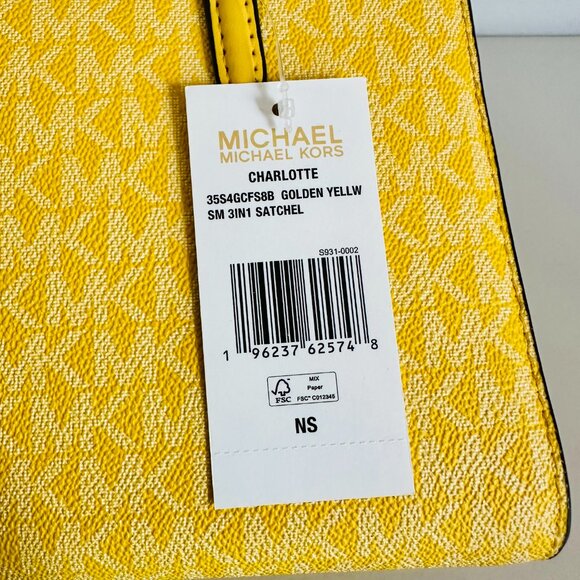 MICHAEL
MICHAEL KORS
CHARLOTTE
35S4GCFS8B GOLDEN YELLW
SM 3IN1 SATCHEL
S931-0002
1 96237 62574 8
FSC
MIX
Paper
FSC® C012345
NS